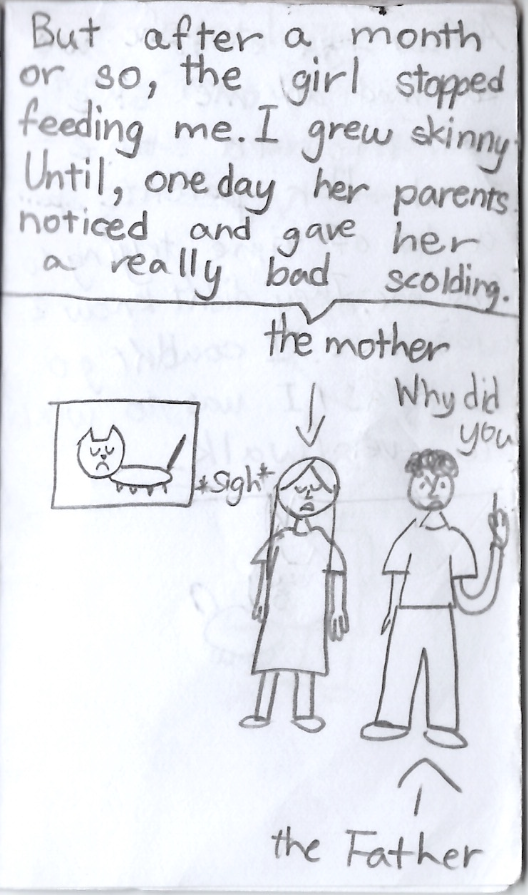 But after a month
or so, the girl stopped
feeding me. I grew skinny
Until, one day her parents
noticed and gave her
a really bad scolding.
the mother
Why did
you
*sigh*
the Father